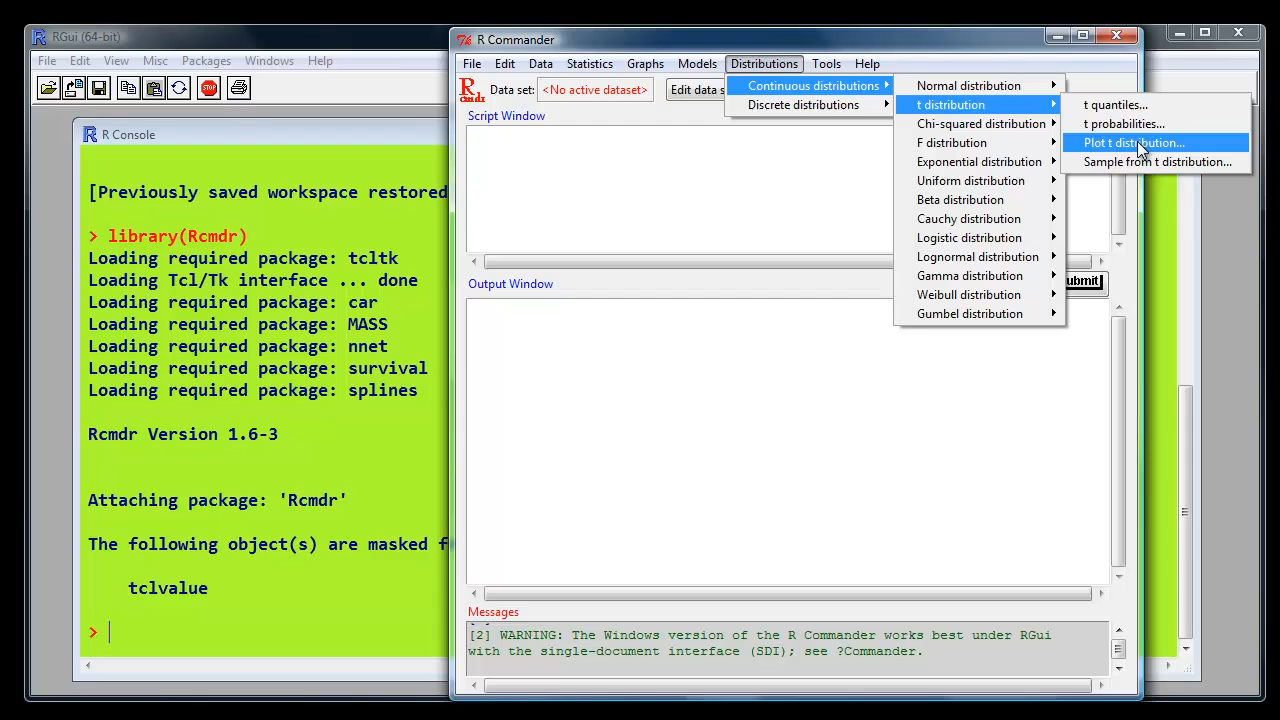 RGui (64-bit)
File Edit View Misc Packages Windows Help
STOP
R Console
[Previously saved workspace restored
> library(Rcmdr)
Loading required package: tcltk
Loading Tcl/Tk interface ... done
Loading required package: car
Loading required package: MASS
Loading required package: nnet
Loading required package: survival
Loading required package: splines
Rcmdr Version 1.6-3
Attaching package: 'Rcmdr'
The following object(s) are masked f
tclvalue
>
R Commander
File Edit Data Statistics Graphs Models Distributions Tools Help
R
cmdr
Data set: <No active dataset> Edit data s
Script Window
Continuous distributions
Discrete distributions
Normal distribution
t distribution
Chi-squared distribution
F distribution
Exponential distribution
Uniform distribution
Beta distribution
Cauchy distribution
Logistic distribution
Lognormal distribution
Gamma distribution
Weibull distribution
Gumbel distribution
t quantiles...
t probabilities...
Plot t distribution...
Sample from t distribution...
ubmit
Output Window
Messages
[2] WARNING: The Windows version of the R Commander works best under RGui
with the single-document interface (SDI); see ?Commander.